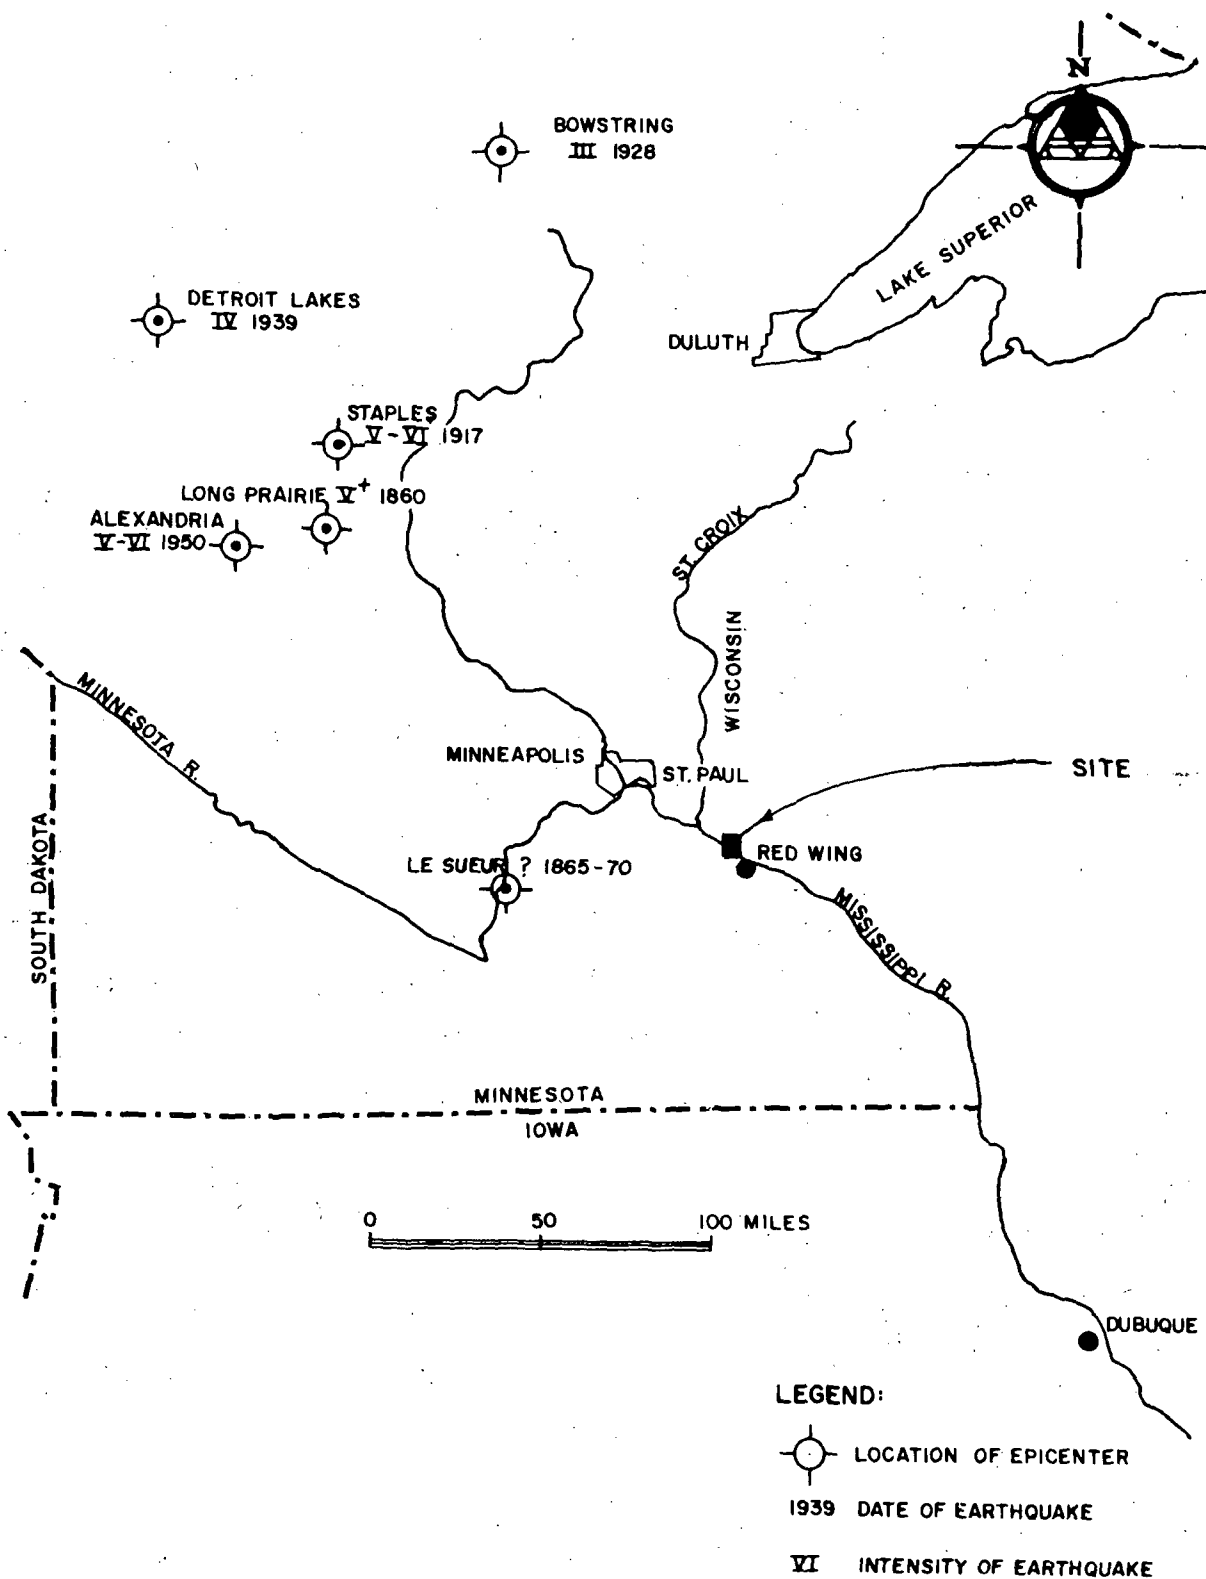 N
BOWSTRING
III 1928
LAKE SUPERIOR
DETROIT LAKES
IV 1939
DULUTH
STAPLES
V-VI 1917
LONG PRAIRIE V+ 1860
ALEXANDRIA
V-VI 1950
ST. CROIX
WISCONSIN
MINNESOTA R.
MINNEAPOLIS
ST. PAUL
SITE
RED WING
LE SUEUR ? 1865-70
SOUTH DAKOTA
MISSISSIPPI R.
MINNESOTA
IOWA
0 50 100 MILES
DUBUQUE
LEGEND:
LOCATION OF EPICENTER
1939 DATE OF EARTHQUAKE
VI INTENSITY OF EARTHQUAKE